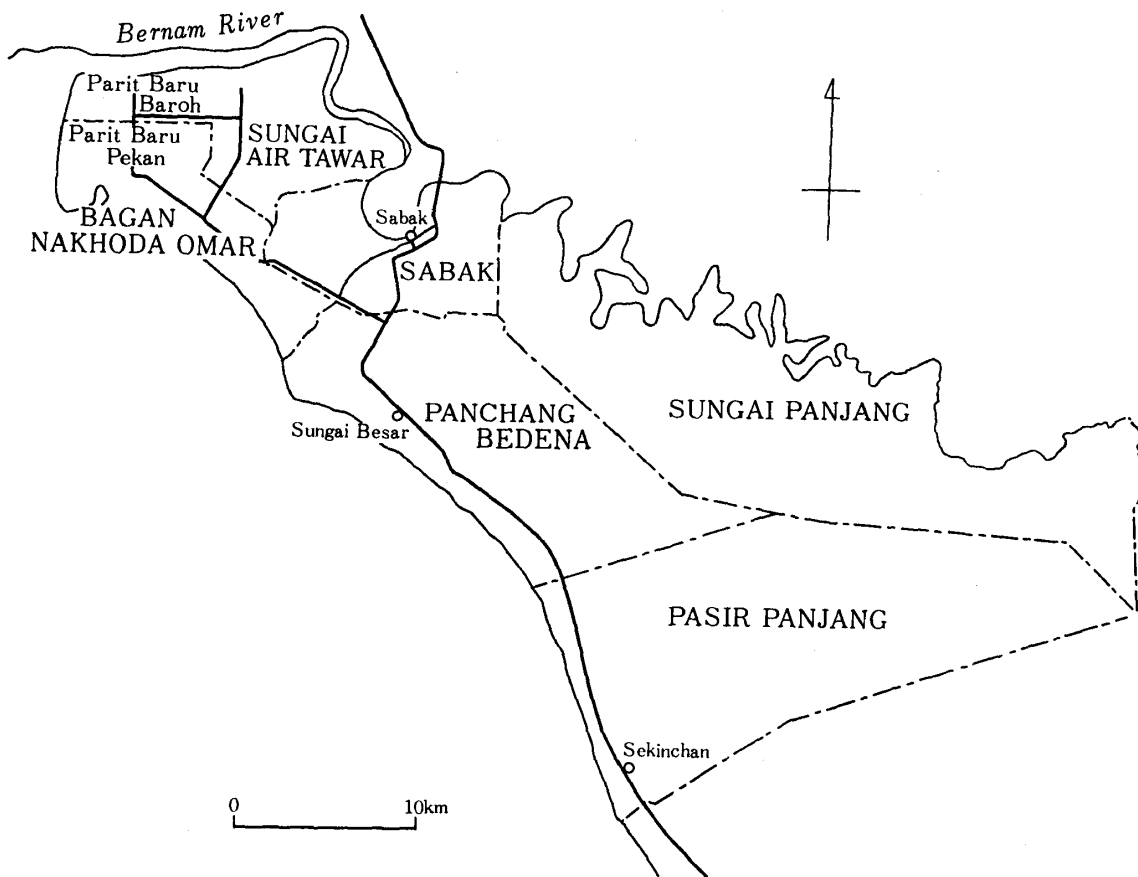 Bernam River
Parit Baru
Baroh
Parit Baru
Pekan
SUNGAI
AIR TAWAR
BAGAN
NAKHODA OMAR
Sabak
SABAK
Sungai Besar
PANCHANG
BEDENA
SUNGAI PANJANG
PASIR PANJANG
Sekinchan
0 10km